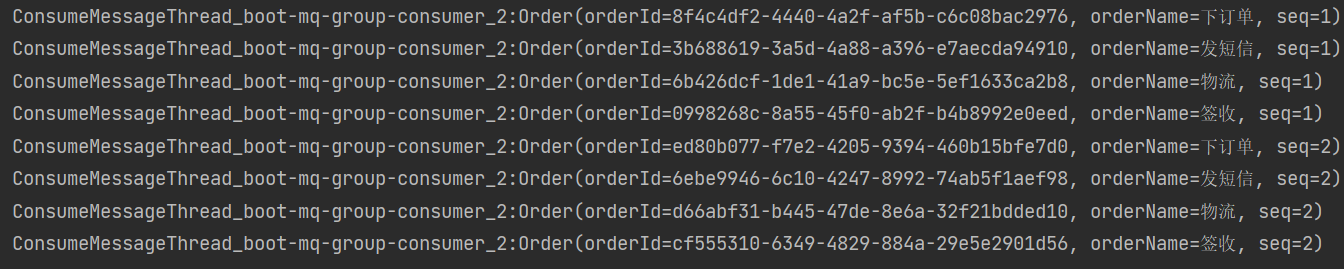 ConsumeMessageThread_boot-mq-group-consumer_2:Order(orderId=8f4c4df2-4440-4a2f-af5b-c6c08bac2976, orderName=下订单, seq=1)
ConsumeMessageThread_boot-mq-group-consumer_2:Order(orderId=3b688619-3a5d-4a88-a396-e7aecda94910, orderName=发短信, seq=1)
ConsumeMessageThread_boot-mq-group-consumer_2:Order(orderId=6b426dcf-1de1-41a9-bc5e-5ef1633ca2b8, orderName=物流, seq=1)
ConsumeMessageThread_boot-mq-group-consumer_2:Order(orderId=0998268c-8a55-45f0-ab2f-b4b8992e0eed, orderName=签收, seq=1)
ConsumeMessageThread_boot-mq-group-consumer_2:Order(orderId=ed80b077-f7e2-4205-9394-460b15bfe7d0, orderName=下订单, seq=2)
ConsumeMessageThread_boot-mq-group-consumer_2:Order(orderId=6ebe9946-6c10-4247-8992-74ab5f1aef98, orderName=发短信, seq=2)
ConsumeMessageThread_boot-mq-group-consumer_2:Order(orderId=d66abf31-b445-47de-8e6a-32f21bdded10, orderName=物流, seq=2)
ConsumeMessageThread_boot-mq-group-consumer_2:Order(orderId=cf555310-6349-4829-884a-29e5e2901d56, orderName=签收, seq=2)